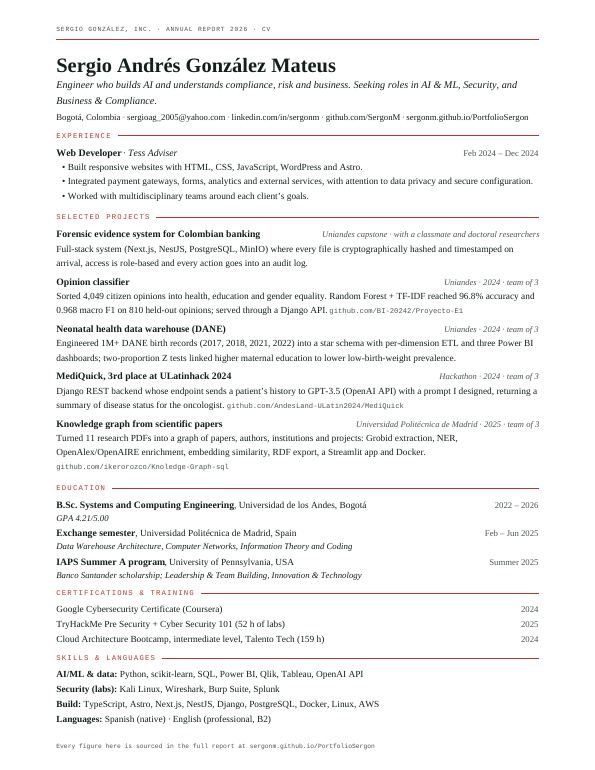 SERGIO GONZÁLEZ, INC. · ANNUAL REPORT 2026 · CV
Sergio Andrés González Mateus
Engineer who builds AI and understands compliance, risk and business. Seeking roles in AI & ML, Security, and
Business & Compliance.
Bogotá, Colombia · sergioag_2005@yahoo.com · linkedin.com/in/sergonm · github.com/SergonM · sergonm.github.io/PortfolioSergon
EXPERIENCE
Web Developer · Tess Adviser Feb 2024 – Dec 2024
• Built responsive websites with HTML, CSS, JavaScript, WordPress and Astro.
• Integrated payment gateways, forms, analytics and external services, with attention to data privacy and secure configuration.
• Worked with multidisciplinary teams around each client's goals.
SELECTED PROJECTS
Forensic evidence system for Colombian banking Uniandes capstone · with a classmate and doctoral researchers
Full-stack system (Next.js, NestJS, PostgreSQL, MinIO) where every file is cryptographically hashed and timestamped on
arrival, access is role-based and every action goes into an audit log.
Opinion classifier Uniandes · 2024 · team of 3
Sorted 4,049 citizen opinions into health, education and gender equality. Random Forest + TF-IDF reached 96.8% accuracy and
0.968 macro F1 on 810 held-out opinions; served through a Django API. github.com/BI-20242/Proyecto-E1
Neonatal health data warehouse (DANE) Uniandes · 2024 · team of 3
Engineered 1M+ DANE birth records (2017, 2018, 2021, 2022) into a star schema with per-dimension ETL and three Power BI
dashboards; two-proportion Z tests linked higher maternal education to lower low-birth-weight prevalence.
MediQuick, 3rd place at ULatinhack 2024 Hackathon · 2024 · team of 3
Django REST backend whose endpoint sends a patient's history to GPT-3.5 (OpenAI API) with a prompt I designed, returning a
summary of disease status for the oncologist. github.com/AndesLand-ULatin2024/MediQuick
Knowledge graph from scientific papers Universidad Politécnica de Madrid · 2025 · team of 3
Turned 11 research PDFs into a graph of papers, authors, institutions and projects: Grobid extraction, NER,
OpenAlex/OpenAIRE enrichment, embedding similarity, RDF export, a Streamlit app and Docker.
github.com/ikerorozco/Knoledge-Graph-sql
EDUCATION
B.Sc. Systems and Computing Engineering, Universidad de los Andes, Bogotá 2022 – 2026
GPA 4.21/5.00
Exchange semester, Universidad Politécnica de Madrid, Spain Feb – Jun 2025
Data Warehouse Architecture, Computer Networks, Information Theory and Coding
IAPS Summer A program, University of Pennsylvania, USA Summer 2025
Banco Santander scholarship; Leadership & Team Building, Innovation & Technology
CERTIFICATIONS & TRAINING
Google Cybersecurity Certificate (Coursera) 2024
TryHackMe Pre Security + Cyber Security 101 (52 h of labs) 2025
Cloud Architecture Bootcamp, intermediate level, Talento Tech (159 h) 2024
SKILLS & LANGUAGES
AI/ML & data: Python, scikit-learn, SQL, Power BI, Qlik, Tableau, OpenAI API
Security (labs): Kali Linux, Wireshark, Burp Suite, Splunk
Build: TypeScript, Astro, Next.js, NestJS, Django, PostgreSQL, Docker, Linux, AWS
Languages: Spanish (native) · English (professional, B2)
Every figure here is sourced in the full report at sergonm.github.io/PortfolioSergon